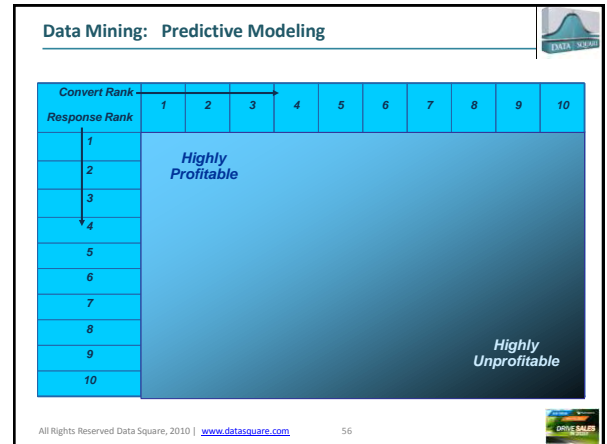 Data Mining: Predictive Modeling
DATA SQUARE
Convert Rank
Response Rank
1 2 3 4 5 6 7 8 9 10
1
2
3
4
5
6
7
8
9
10
Highly
Profitable
Highly
Unprofitable
All Rights Reserved Data Square, 2010 | www.datasquare.com 56
DRIVE SALES